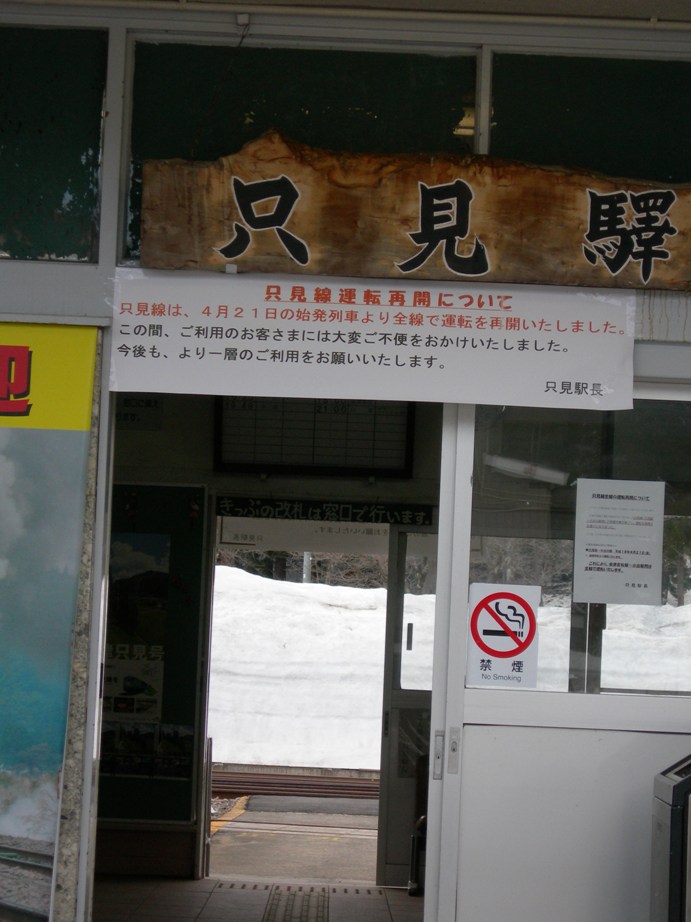 只見驛
只見線運転再開について
只見線は、4月21日の始発列車より全線で運転を再開いたしました。
この間、ご利用のお客さまには大変ご不便をおかけいたしました。
今後も、より一層のご利用をお願いいたします。
只見駅長
迎
きっぷの改札は窓口で行います。
只見号
禁煙
No Smoking